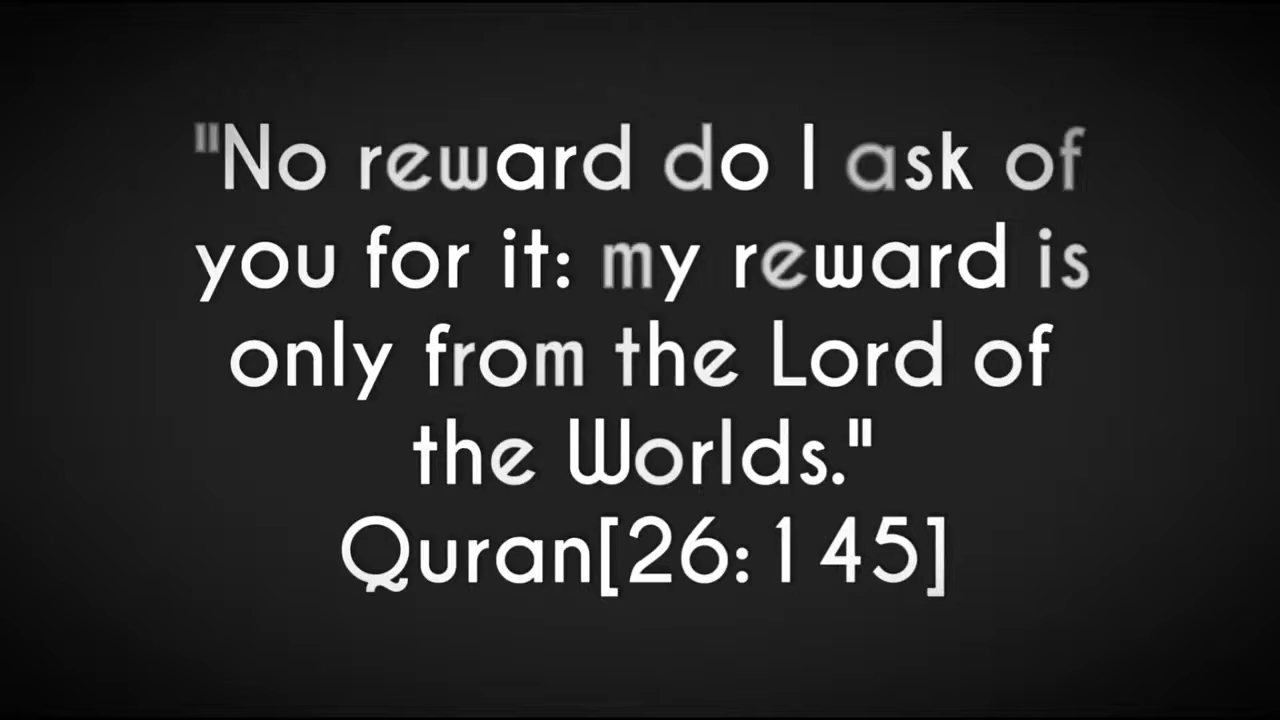 "No reward do I ask of
you for it: my reward is
only from the Lord of
the Worlds."
Quran[26:145]